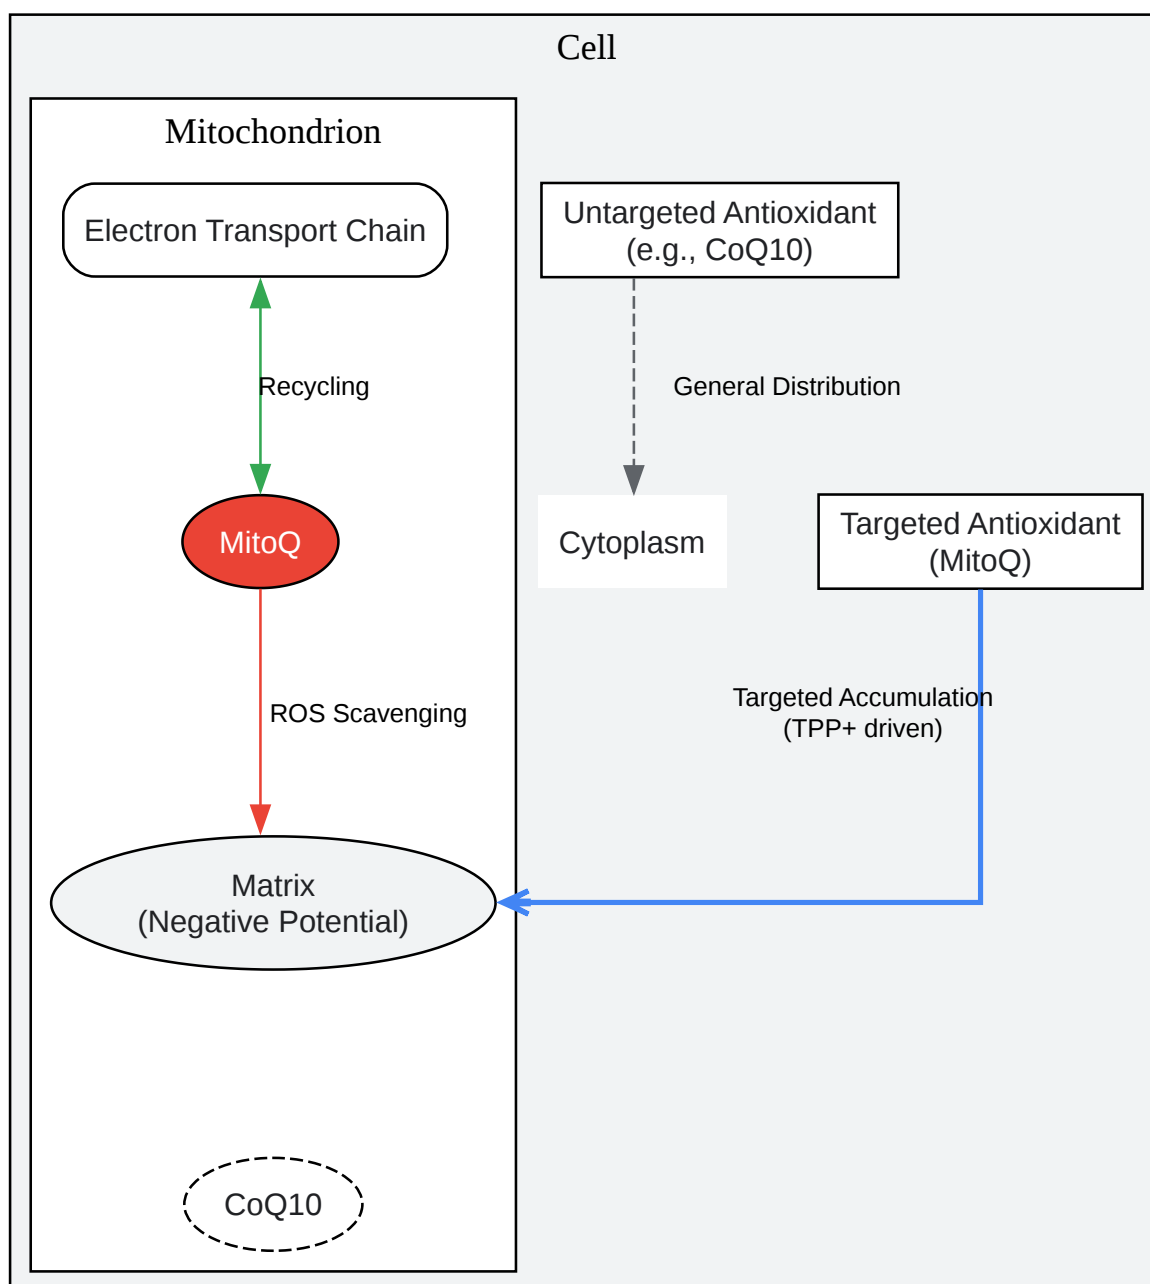 Cell
Mitochondrion
Electron Transport Chain
Untargeted Antioxidant
(e.g., CoQ10)
Recycling
General Distribution
MitoQ
Cytoplasm
Targeted Antioxidant
(MitoQ)
ROS Scavenging
Targeted Accumulation
(TPP+ driven)
Matrix
(Negative Potential)
CoQ10